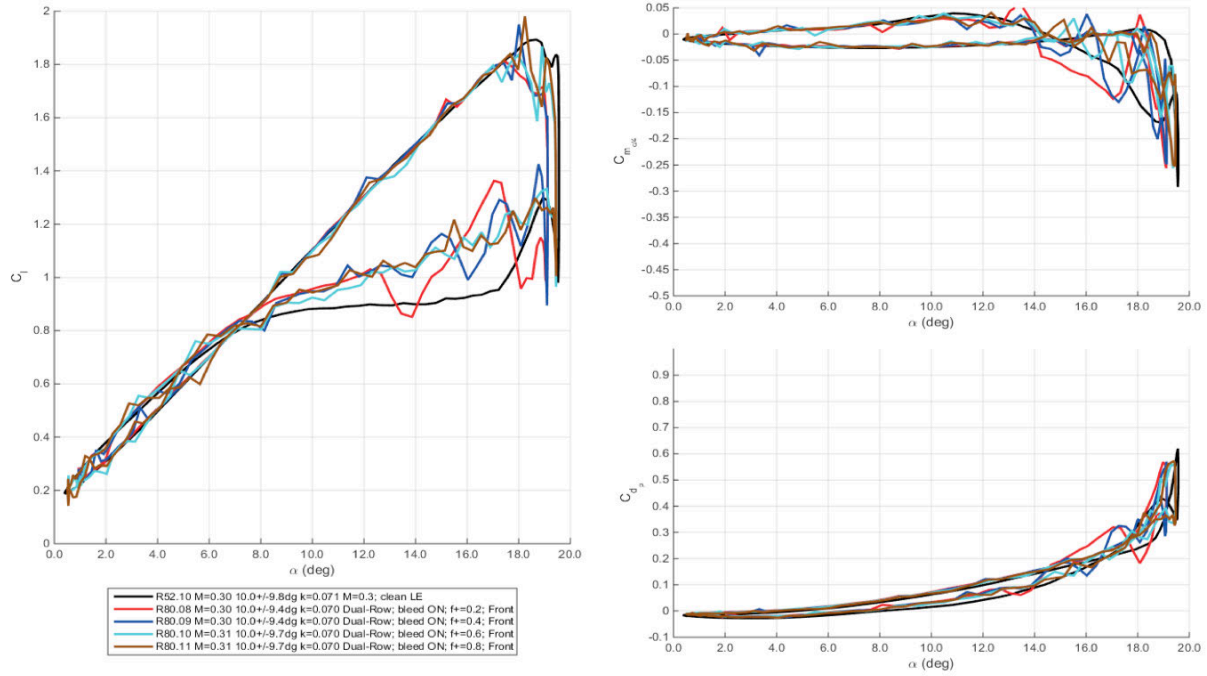 2
1.8
1.6
1.4
1.2
1
0.8
0.6
0.4
0.2
0
C_l
0.0 2.0 4.0 6.0 8.0 10.0 12.0 14.0 16.0 18.0 20.0
α (deg)
R52.10 M=0.30 10.0+/-9.8dg k=0.071 M=0.3; clean LE
R80.08 M=0.30 10.0+/-9.4dg k=0.070 Dual-Row; bleed ON; f+=0.2; Front
R80.09 M=0.30 10.0+/-9.4dg k=0.070 Dual-Row; bleed ON; f+=0.4; Front
R80.10 M=0.31 10.0+/-9.7dg k=0.070 Dual-Row; bleed ON; f+=0.6; Front
R80.11 M=0.31 10.0+/-9.7dg k=0.070 Dual-Row; bleed ON; f+=0.8; Front
0.05
0
-0.05
-0.1
-0.15
-0.2
-0.25
-0.3
-0.35
-0.4
-0.45
-0.5
C_m_c/4
0.0 2.0 4.0 6.0 8.0 10.0 12.0 14.0 16.0 18.0 20.0
α (deg)
0.9
0.8
0.7
0.6
0.5
0.4
0.3
0.2
0.1
0
-0.1
C_d_p
0.0 2.0 4.0 6.0 8.0 10.0 12.0 14.0 16.0 18.0 20.0
α (deg)